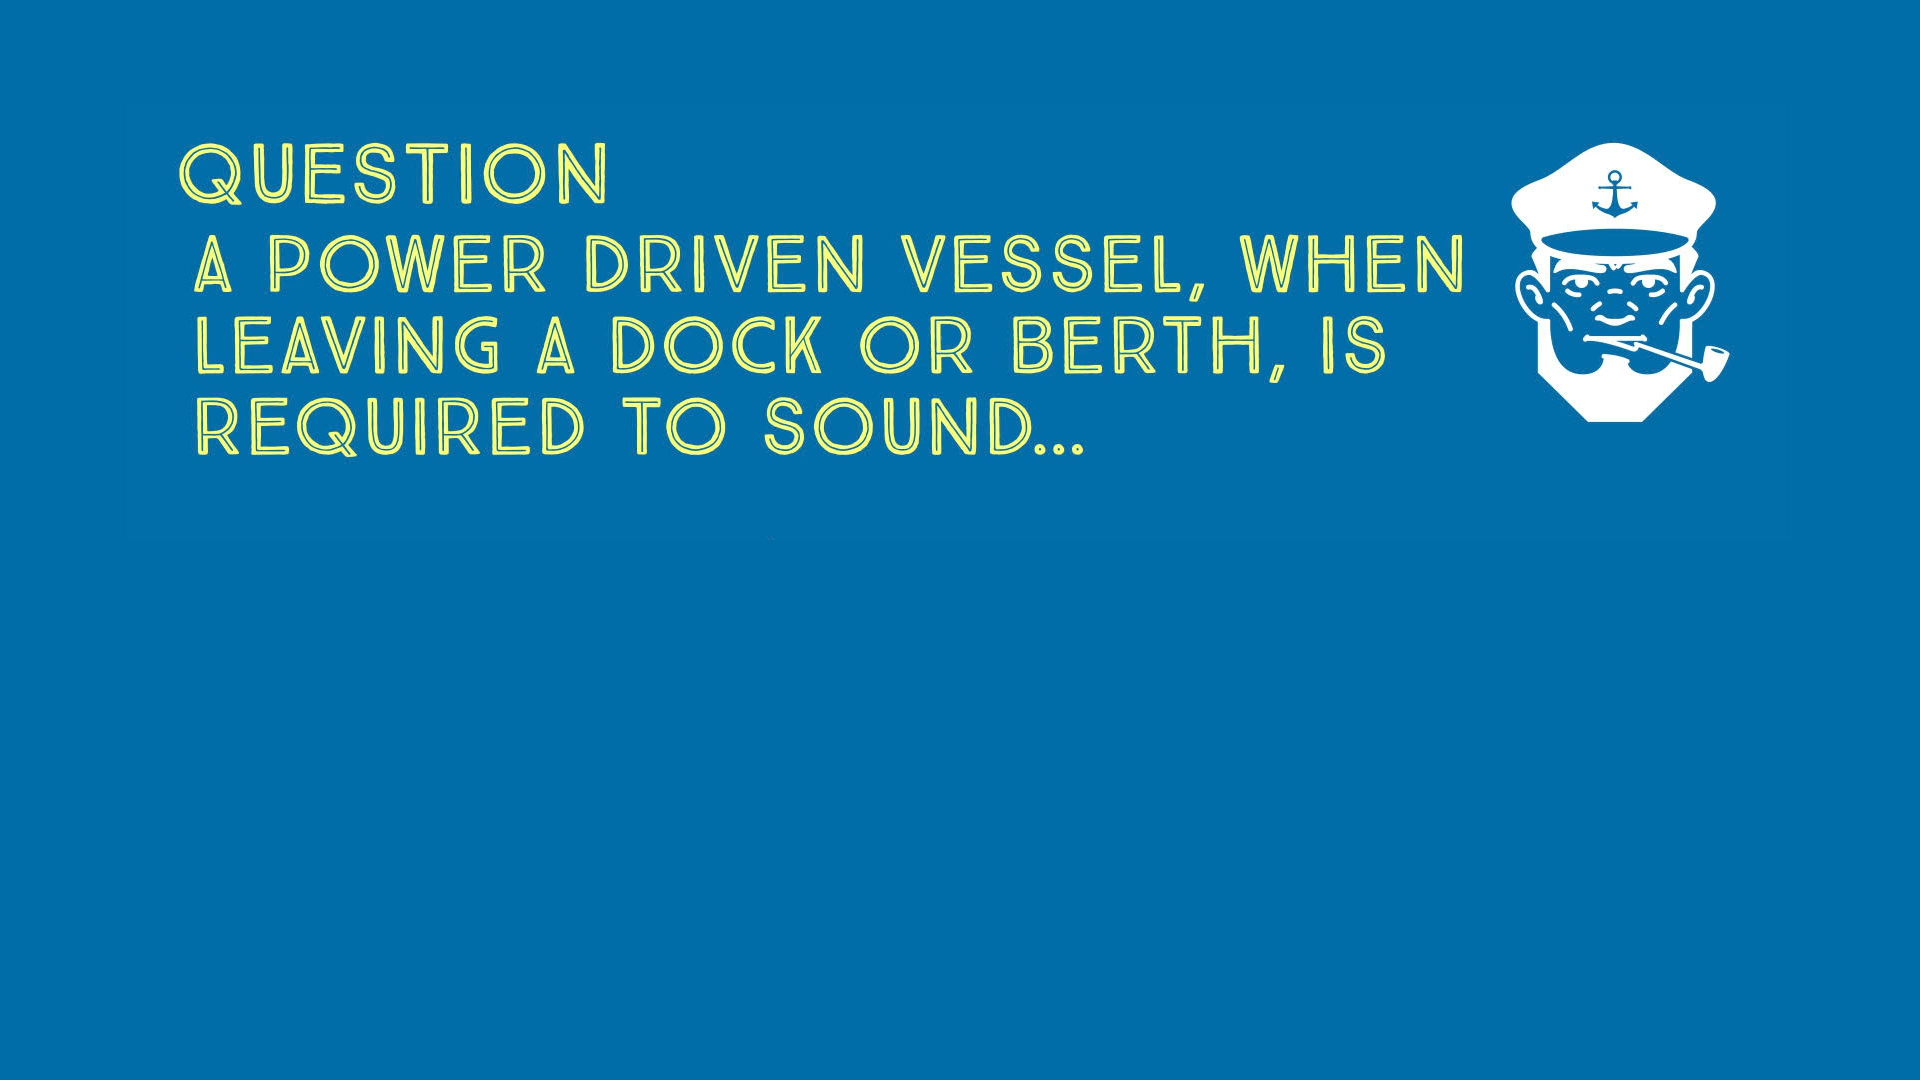 QUESTION
A POWER DRIVEN VESSEL, WHEN
LEAVING A DOCK OR BERTH, IS
REQUIRED TO SOUND...